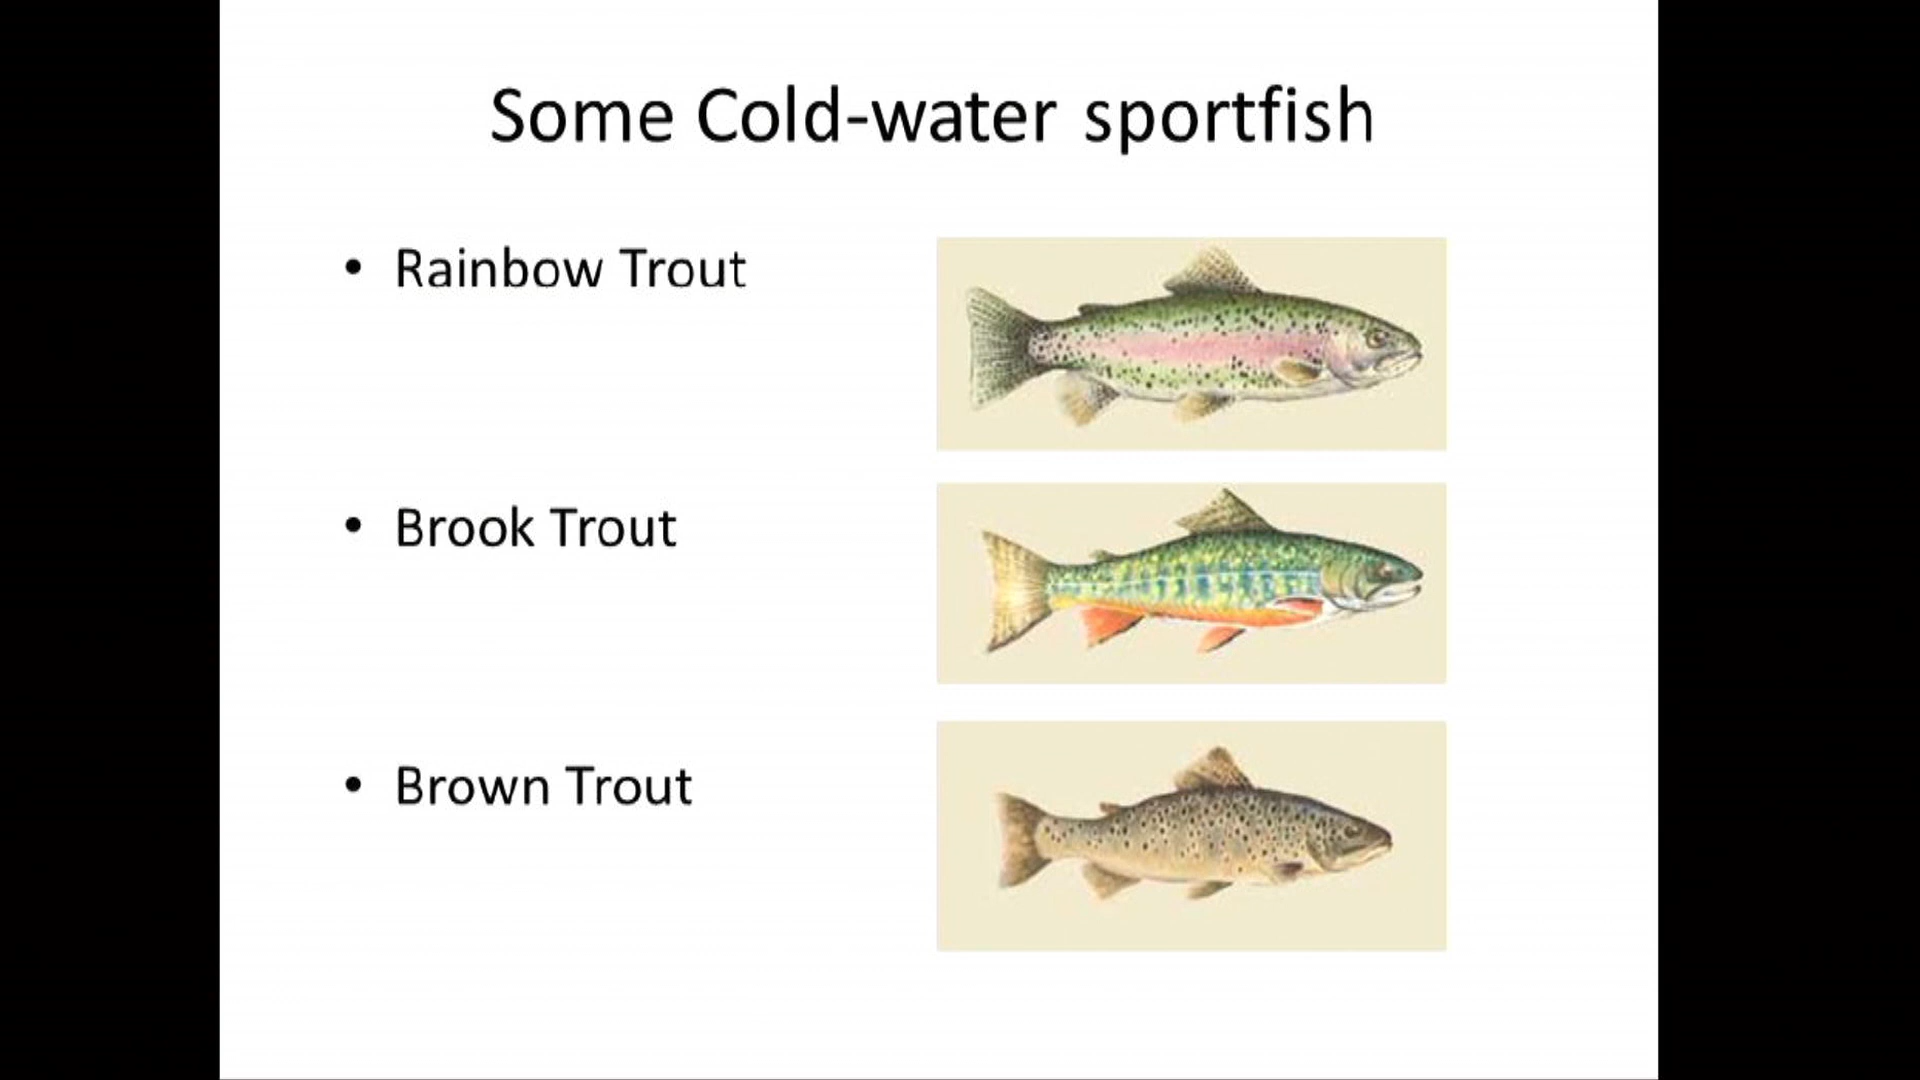 Some Cold-water sportfish
• Rainbow Trout
• Brook Trout
• Brown Trout